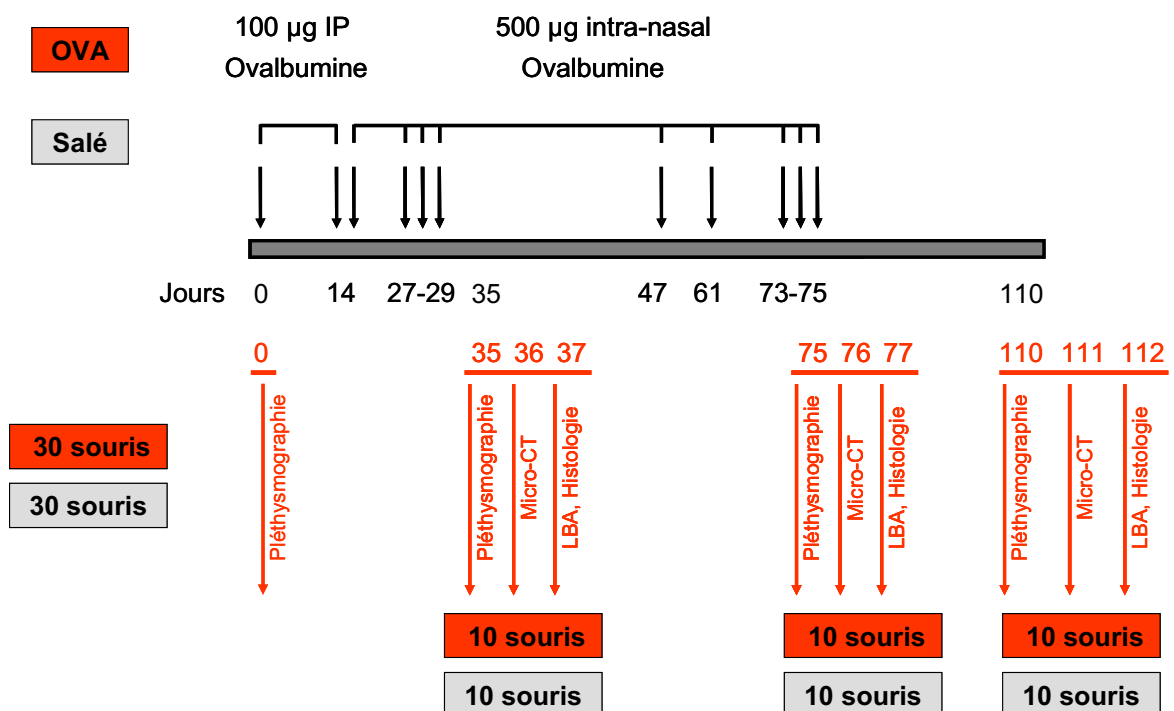 OVA
100 µg IP
Ovalbumine
500 µg intra-nasal
Ovalbumine
Salé
Jours 0 14 27-29 35 47 61 73-75 110
0 35 36 37 75 76 77 110 111 112
Pléthysmographie
Pléthysmographie
Micro-CT
LBA, Histologie
Pléthysmographie
Micro-CT
LBA, Histologie
Pléthysmographie
Micro-CT
LBA, Histologie
30 souris
30 souris
10 souris 10 souris 10 souris
10 souris 10 souris 10 souris